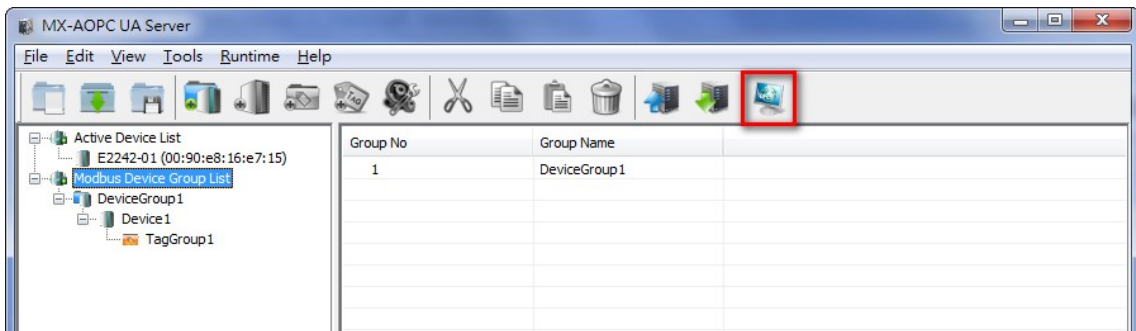 MX-AOPC UA Server
File Edit View Tools Runtime Help
TAG
Active Device List
E2242-01 (00:90:e8:16:e7:15)
Modbus Device Group List
DeviceGroup1
Device1
TagGroup1
Group No Group Name
1 DeviceGroup1